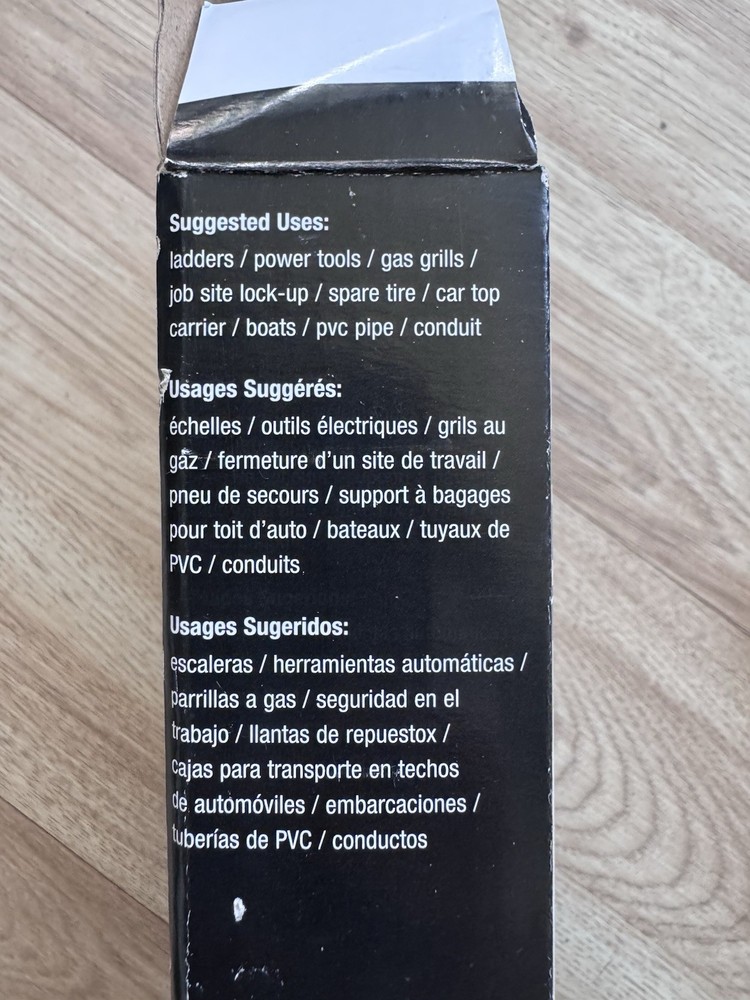 Suggested Uses:
ladders / power tools / gas grills /
job site lock-up / spare tire / car top
carrier / boats / pvc pipe / conduit
Usages Suggérés:
échelles / outils électriques / grils au
gaz / fermeture d'un site de travail /
pneu de secours / support à bagages
pour toit d'auto / bateaux / tuyaux de
PVC / conduits
Usages Sugeridos:
escaleras / herramientas automáticas /
parrillas a gas / seguridad en el
trabajo / llantas de repuestox /
cajas para transporte en techos
de automóviles / embarcaciones /
tuberías de PVC / conductos